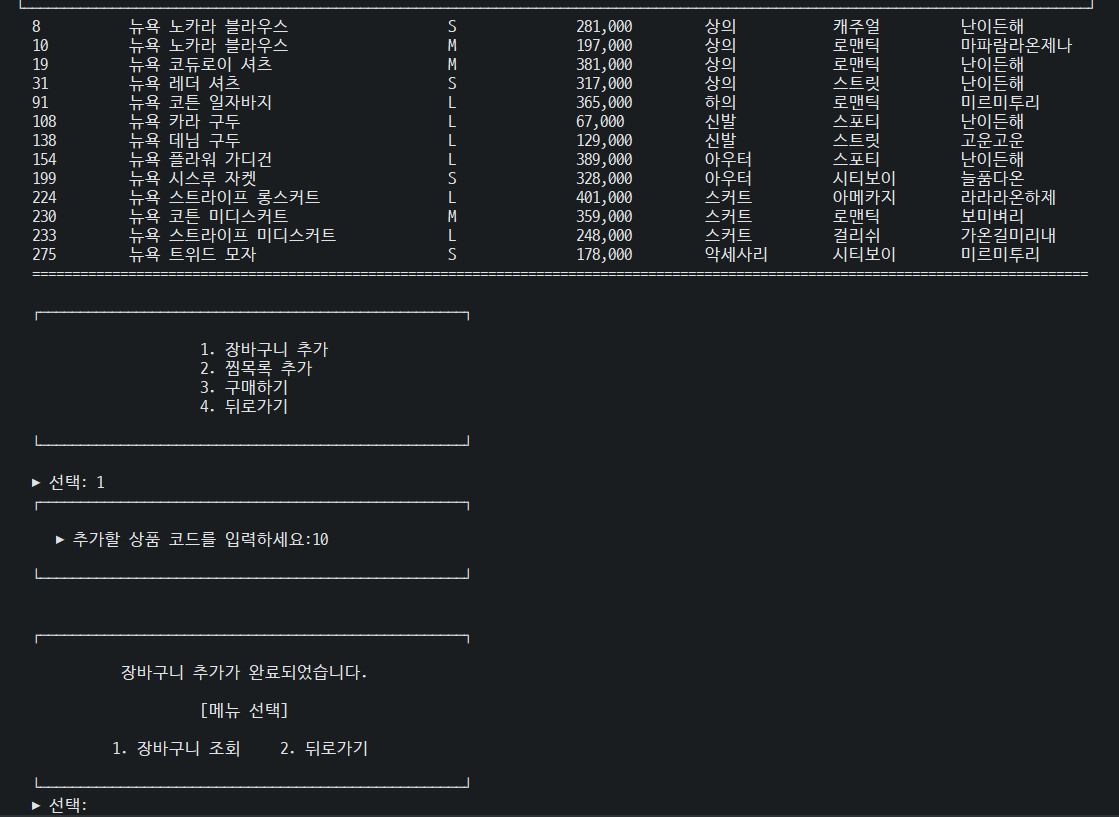 8 뉴욕 노카라 블라우스 S 281,000 상의 캐주얼 난이든해
10 뉴욕 노카라 블라우스 M 197,000 상의 로맨틱 마파람라온제나
19 뉴욕 코듀로이 셔츠 M 381,000 상의 로맨틱 난이든해
31 뉴욕 레더 셔츠 S 317,000 상의 스트릿 난이든해
91 뉴욕 코튼 일자바지 L 365,000 하의 로맨틱 미르미투리
108 뉴욕 카라 구두 L 67,000 신발 스포티 난이든해
138 뉴욕 데님 구두 L 129,000 신발 스트릿 고운고운
154 뉴욕 플라워 가디건 L 389,000 아우터 스포티 난이든해
199 뉴욕 시스루 자켓 S 328,000 아우터 시티보이 늘품다온
224 뉴욕 스트라이프 롱스커트 L 401,000 스커트 아메카지 라라라온하제
230 뉴욕 코튼 미디스커트 M 359,000 스커트 로맨틱 보미벼리
233 뉴욕 스트라이프 미디스커트 L 248,000 스커트 걸리쉬 가온길미리내
275 뉴욕 트위드 모자 S 178,000 악세사리 시티보이 미르미투리
1. 장바구니 추가
2. 찜목록 추가
3. 구매하기
4. 뒤로가기
► 선택: 1
► 추가할 상품 코드를 입력하세요:10
장바구니 추가가 완료되었습니다.
[메뉴 선택]
1. 장바구니 조회 2. 뒤로가기
► 선택: